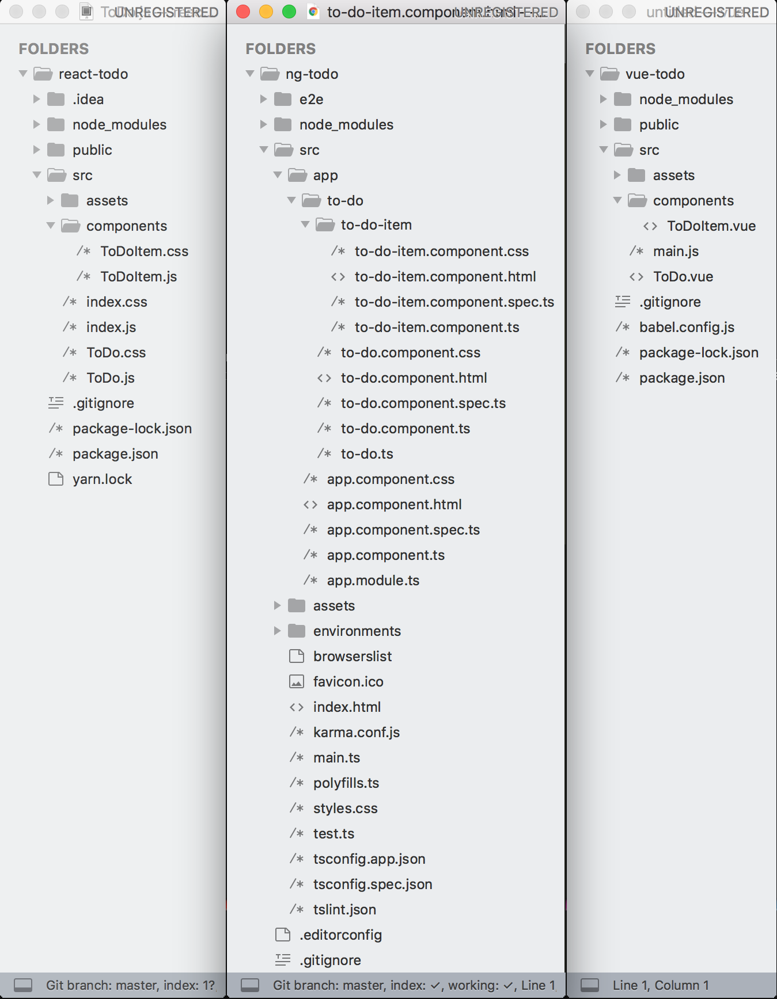 UNREGISTERED
FOLDERS
react-todo
.idea
node_modules
public
src
assets
components
ToDoItem.css
ToDoItem.js
index.css
index.js
ToDo.css
ToDo.js
.gitignore
package-lock.json
package.json
yarn.lock
Git branch: master, index: 1?,
to-do-item.compon UNREGISTERED
FOLDERS
ng-todo
e2e
node_modules
src
app
to-do
to-do-item
to-do-item.component.css
to-do-item.component.html
to-do-item.component.spec.ts
to-do-item.component.ts
to-do.component.css
to-do.component.html
to-do.component.spec.ts
to-do.component.ts
to-do.ts
app.component.css
app.component.html
app.component.spec.ts
app.component.ts
app.module.ts
assets
environments
browserslist
favicon.ico
index.html
karma.conf.js
main.ts
polyfills.ts
styles.css
test.ts
tsconfig.app.json
tsconfig.spec.json
tslint.json
.editorconfig
.gitignore
Git branch: master, index: ✓, working: ✓, Line 1,
UNREGISTERED
FOLDERS
vue-todo
node_modules
public
src
assets
components
ToDoItem.vue
main.js
ToDo.vue
.gitignore
babel.config.js
package-lock.json
package.json
Line 1, Column 1